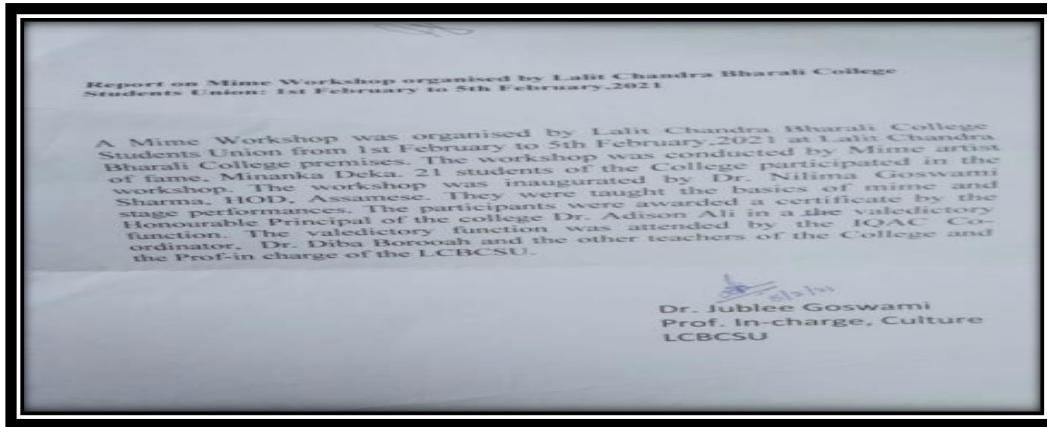 Report on Mime Workshop organised by Lalit Chandra Bharali College
Students Union: 1st February to 5th February,2021
A Mime Workshop was organised by Lalit Chandra Bharali College
Students Union from 1st February to 5th February,2021 at Lalit Chandra
Bharali College premises. The workshop was conducted by Mime artist
of fame, Minanka Deka. 21 students of the College participated in the
workshop. The workshop was inaugurated by Dr. Nilima Goswami
Sharma, HOD, Assamese. They were taught the basics of mime and
stage performances. The participants were awarded a certificate by the
Honourable Principal of the college Dr. Adison Ali in a the valedictory
function. The valedictory function was attended by the IQAC Co-
ordinator, Dr. Diba Borooah and the other teachers of the College and
the Prof-in charge of the LCBCSU.
5/2/21
Dr. Jublee Goswami
Prof. In-charge, Culture
LCBCSU